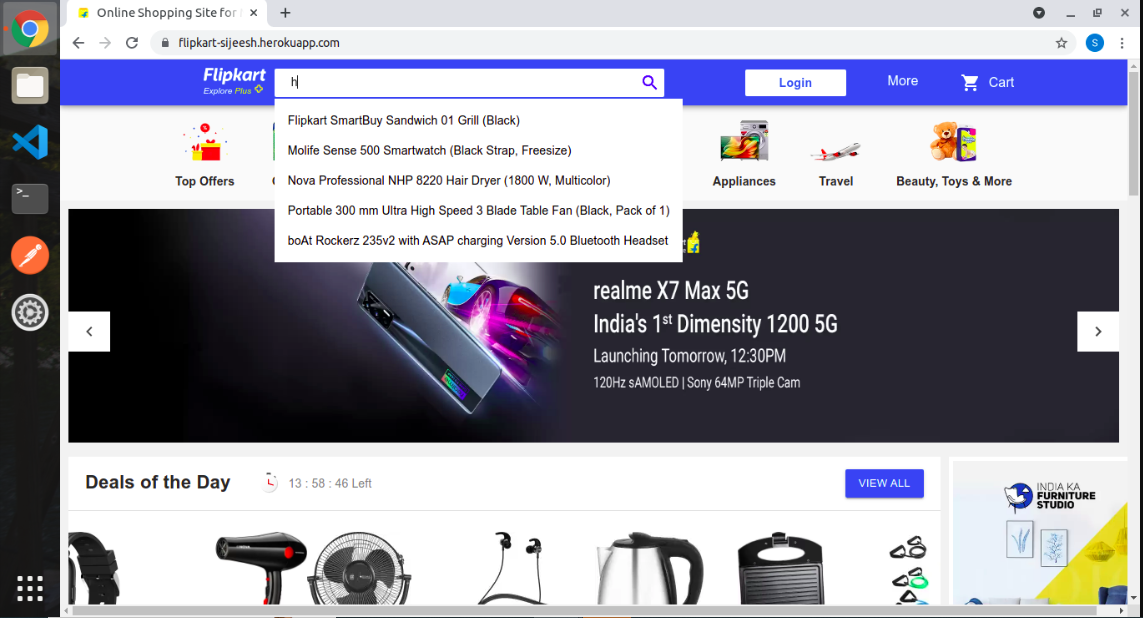 Online Shopping Site for
flipkart-sijeesh.herokuapp.com
S
Flipkart
Explore Plus
h
Login
More
Cart
Flipkart SmartBuy Sandwich 01 Grill (Black)
Molife Sense 500 Smartwatch (Black Strap, Freesize)
Nova Professional NHP 8220 Hair Dryer (1800 W, Multicolor)
Portable 300 mm Ultra High Speed 3 Blade Table Fan (Black, Pack of 1)
boAt Rockerz 235v2 with ASAP charging Version 5.0 Bluetooth Headset
Top Offers
Appliances
Travel
Beauty, Toys & More
realme X7 Max 5G
India's 1st Dimensity 1200 5G
Launching Tomorrow, 12:30PM
120Hz sAMOLED | Sony 64MP Triple Cam
Deals of the Day
13 : 58 : 46 Left
VIEW ALL
INDIA KA
FURNITURE
STUDIO